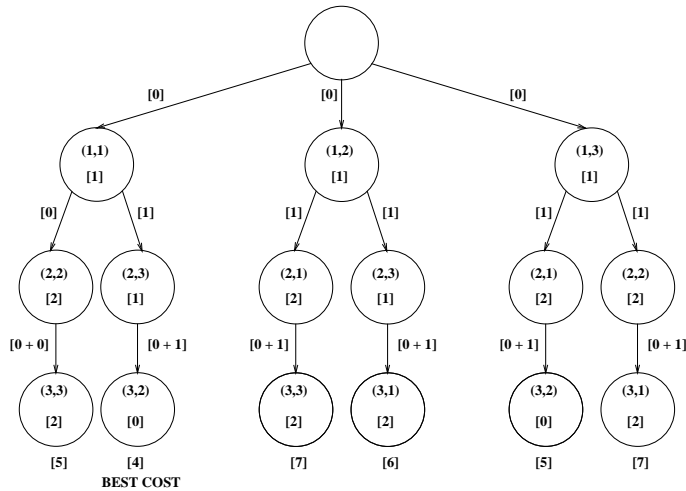 [0] [0] [0]
(1,1) (1,2) (1,3)
[1] [1] [1]
[0] [1] [1] [1] [1] [1]
(2,2) (2,3) (2,1) (2,3) (2,1) (2,2)
[2] [1] [2] [1] [2] [2]
[0 + 0] [0 + 1] [0 + 1] [0 + 1] [0 + 1] [0 + 1]
(3,3) (3,2) (3,3) (3,1) (3,2) (3,1)
[2] [0] [2] [2] [0] [2]
[5] [4] [7] [6] [5] [7]
BEST COST